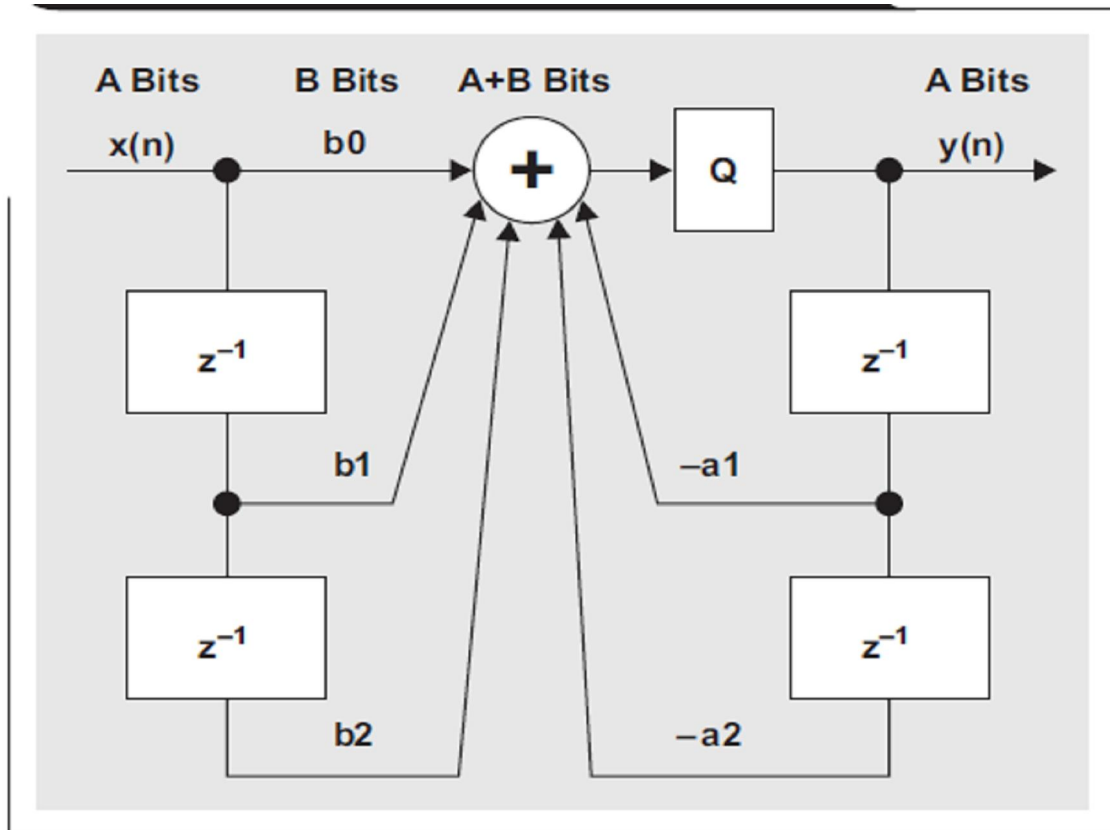 A Bits B Bits A+B Bits A Bits
x(n) b0 + Q y(n)
z⁻¹ z⁻¹
b1 –a1
z⁻¹ z⁻¹
b2 –a2